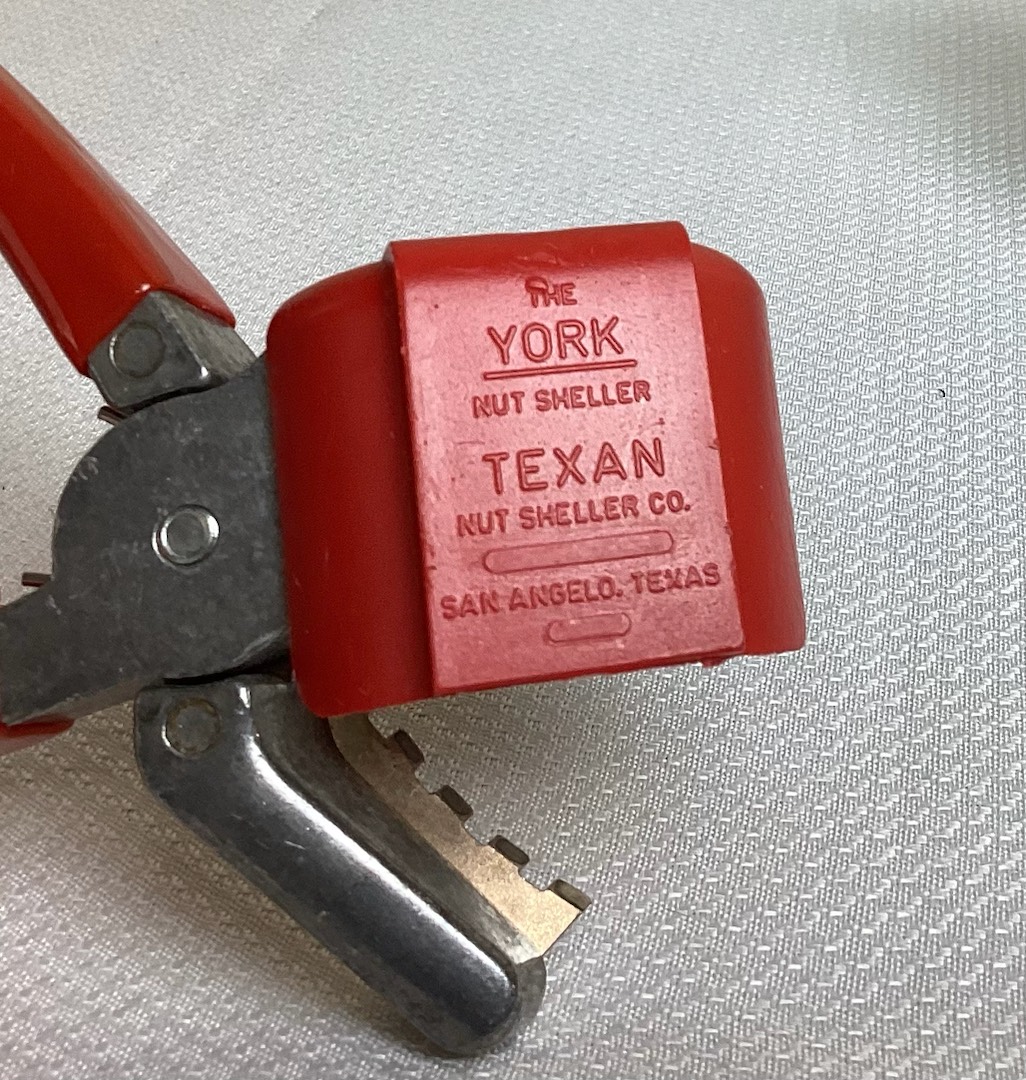 THE
YORK
NUT SHELLER
TEXAN
NUT SHELLER CO.
SAN ANGELO. TEXAS